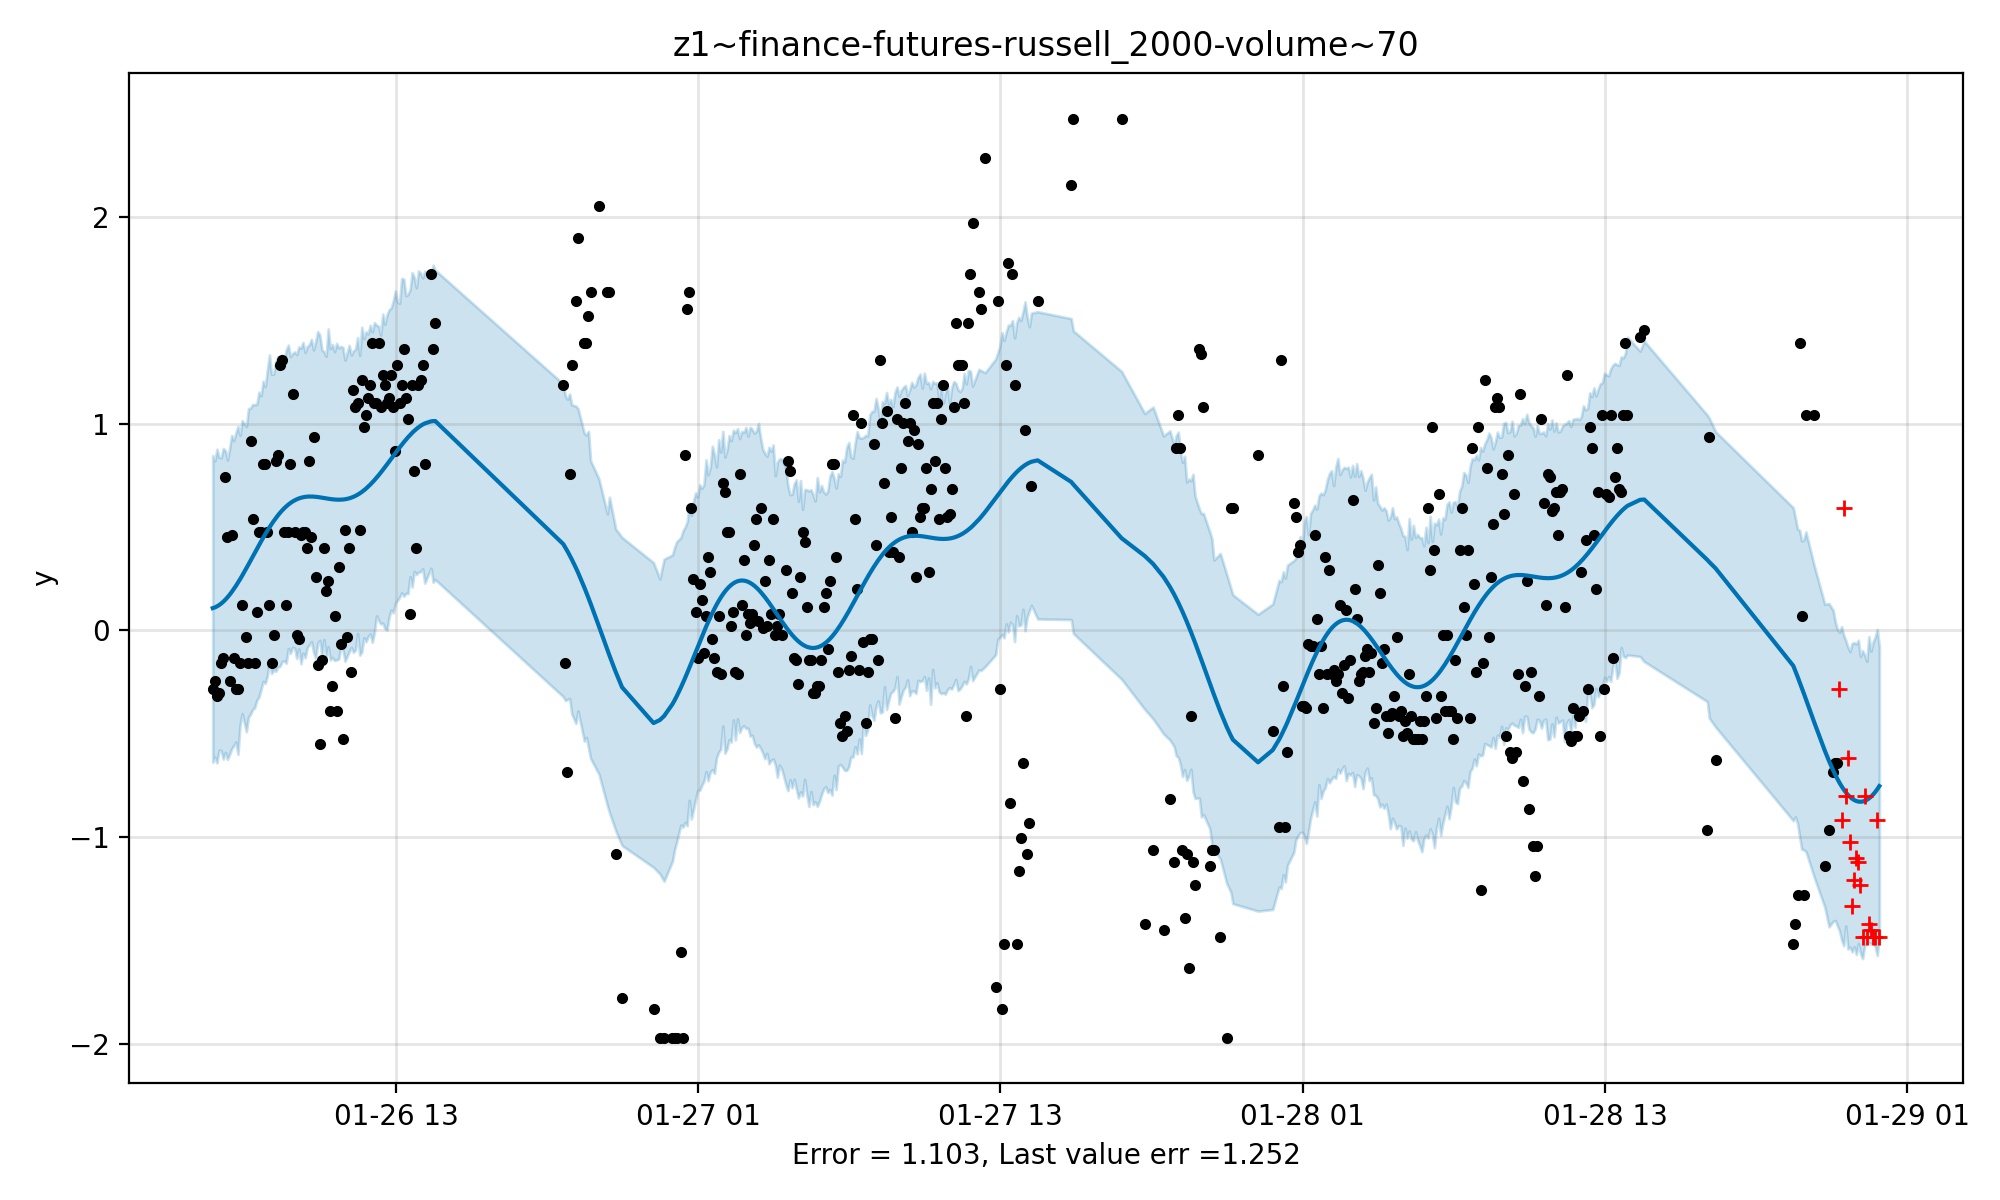 z1~finance-futures-russell_2000-volume~70
y
2
1
0
−1
−2
01-26 13 01-27 01 01-27 13 01-28 01 01-28 13 01-29 01
Error = 1.103, Last value err =1.252